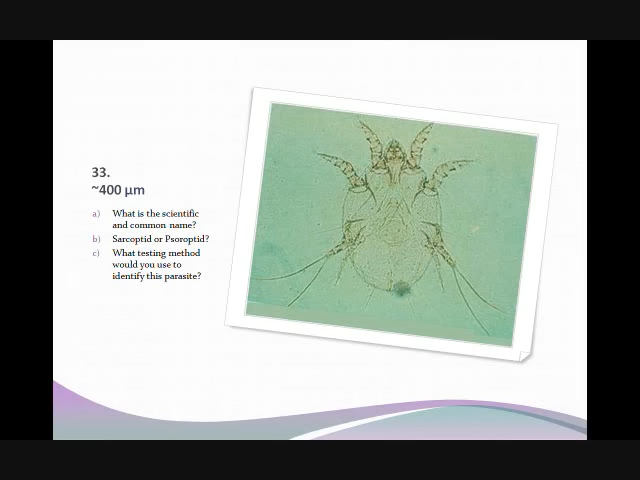 33.
~400 µm
a) What is the scientific
and common name?
b) Sarcoptid or Psoroptid?
c) What testing method
would you use to
identify this parasite?